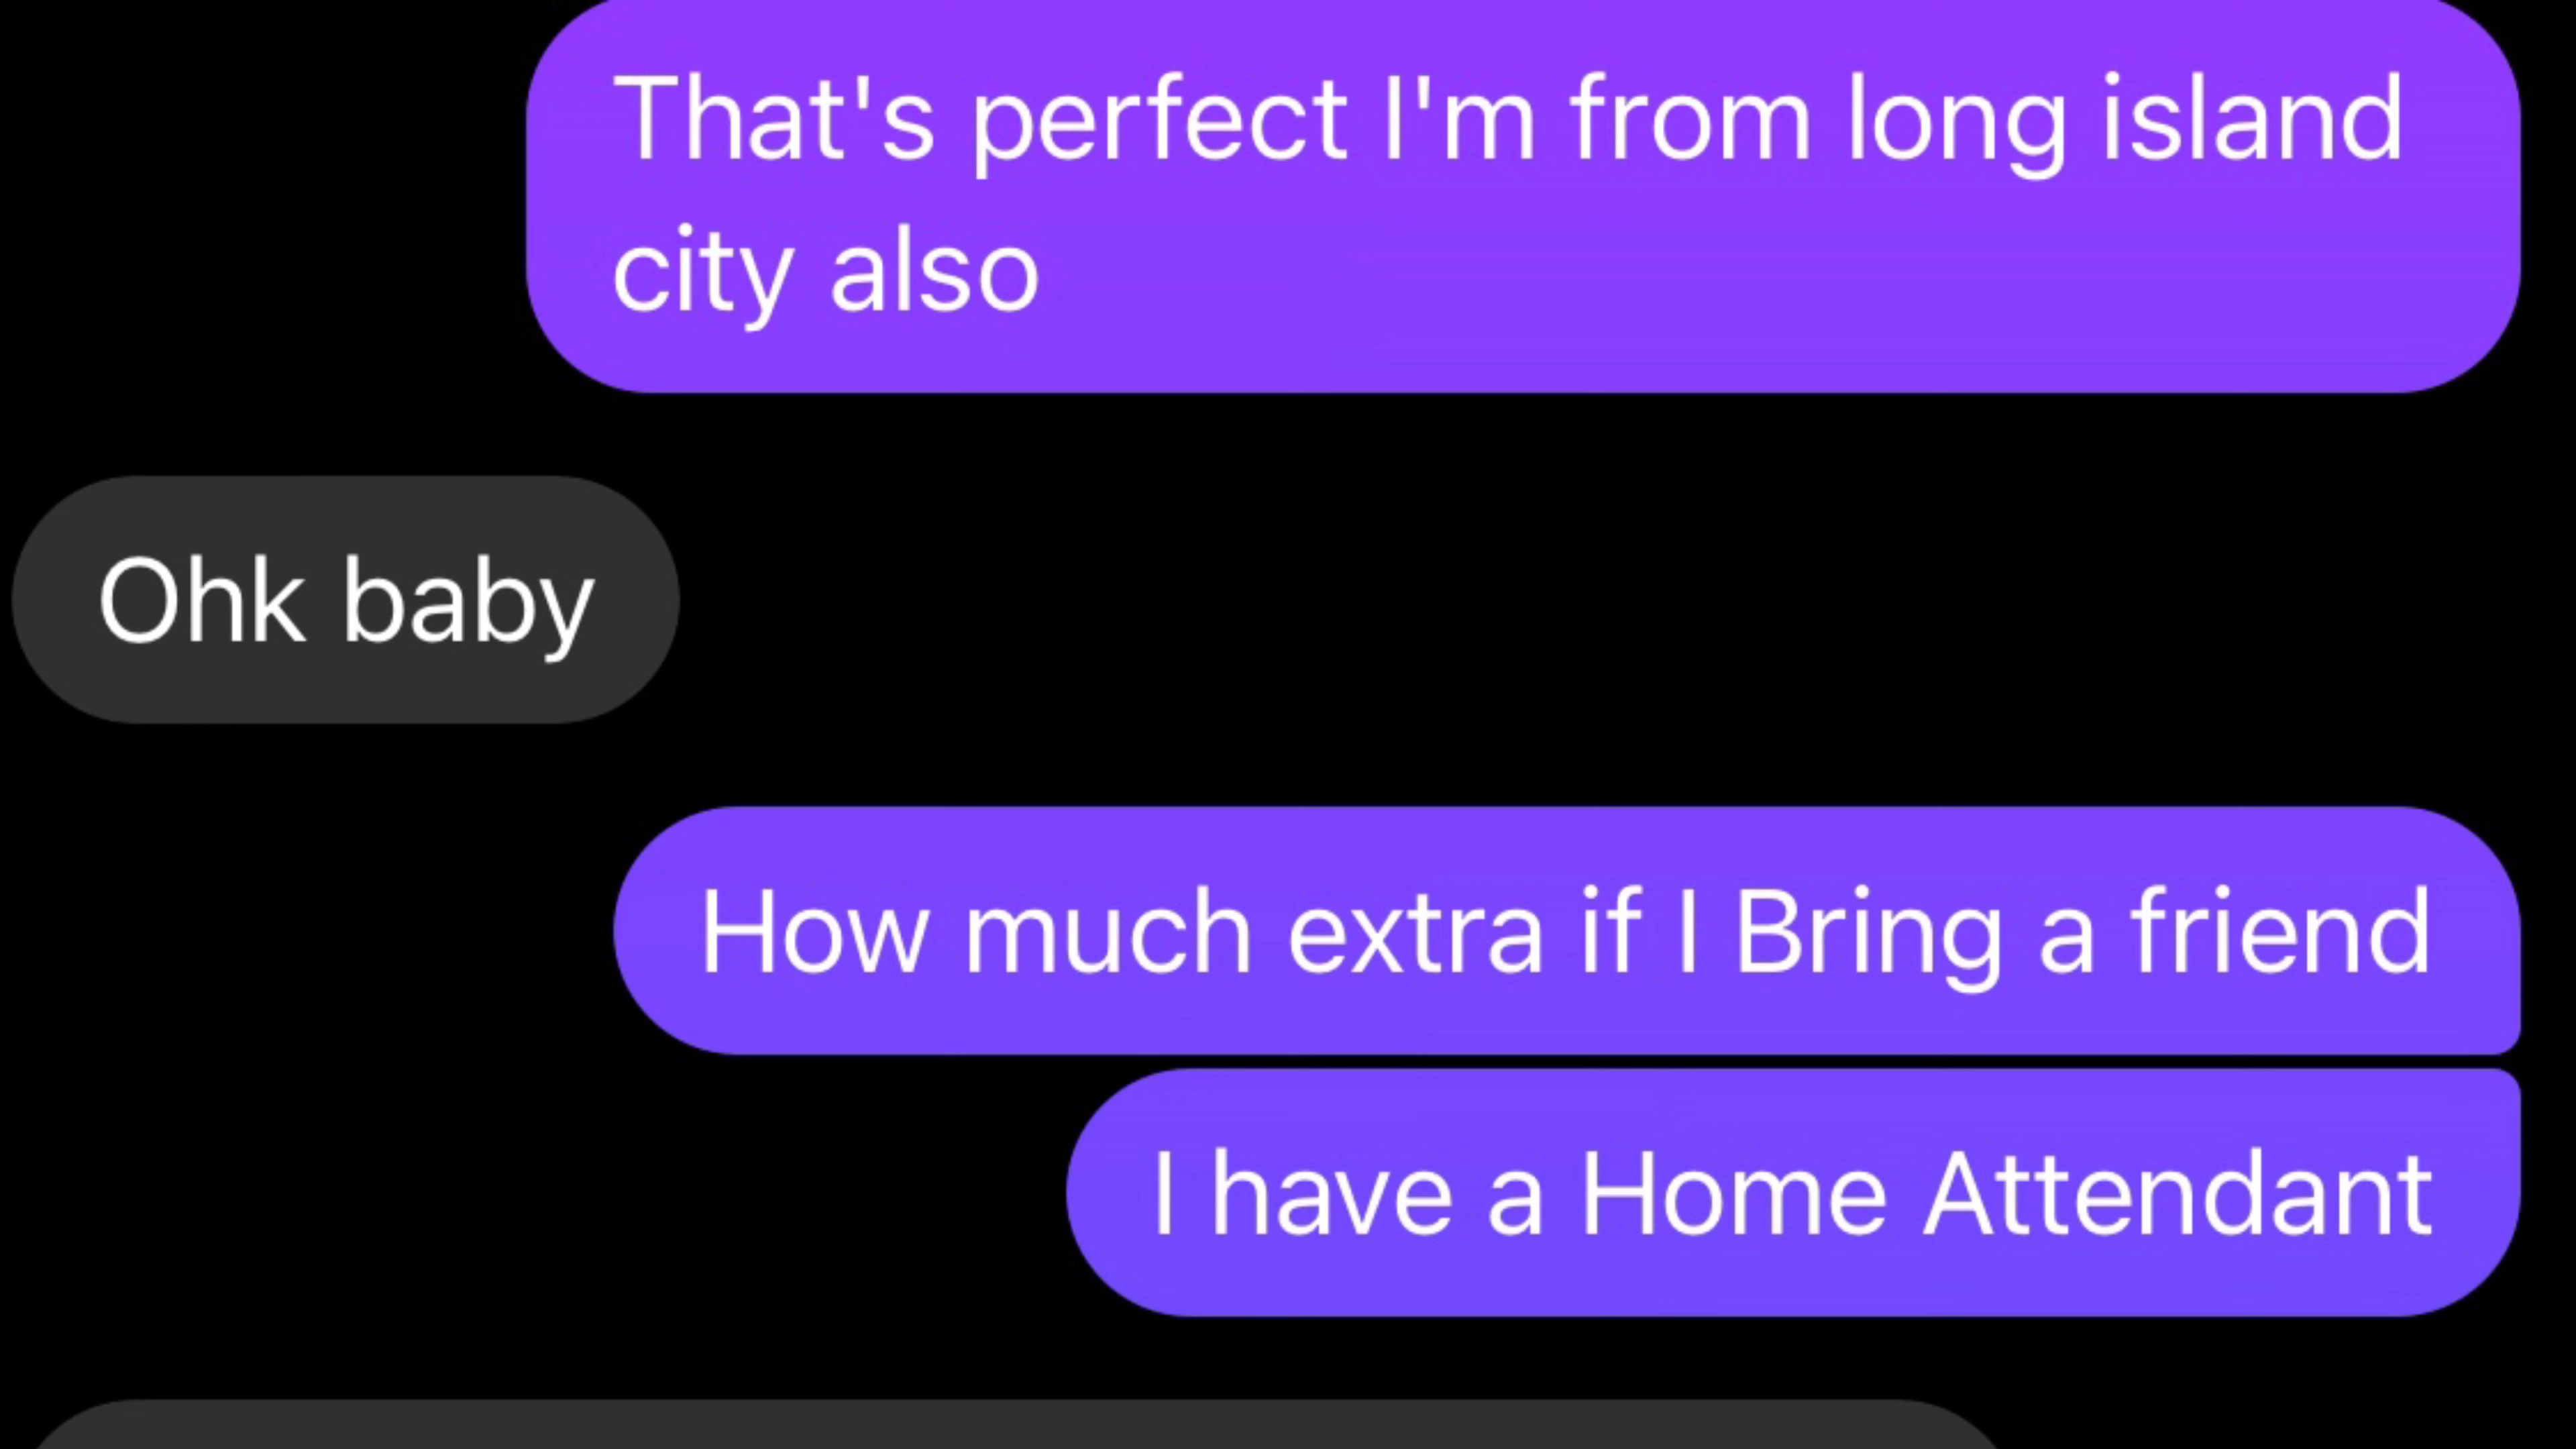 That's perfect I'm from long island
city also
Ohk baby
How much extra if I Bring a friend
I have a Home Attendant